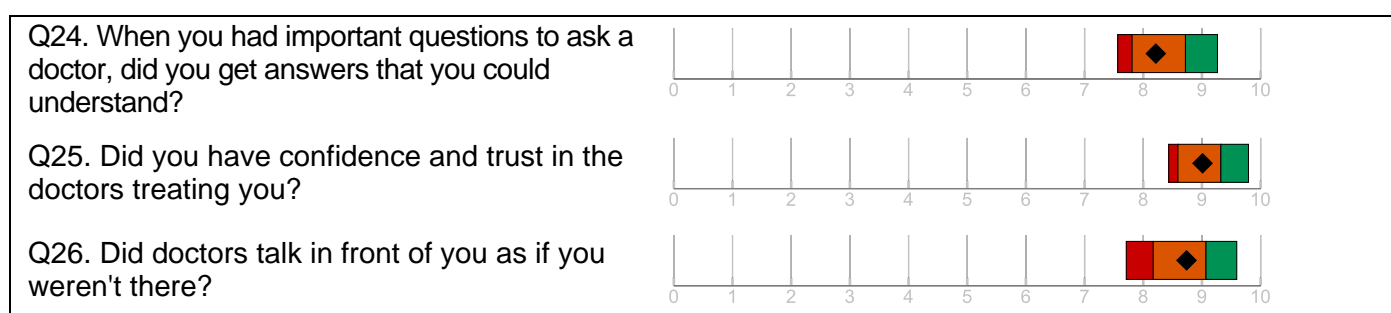 Q24. When you had important questions to ask a
doctor, did you get answers that you could
understand?
0 1 2 3 4 5 6 7 8 9 10
Q25. Did you have confidence and trust in the
doctors treating you?
0 1 2 3 4 5 6 7 8 9 10
Q26. Did doctors talk in front of you as if you
weren't there?
0 1 2 3 4 5 6 7 8 9 10